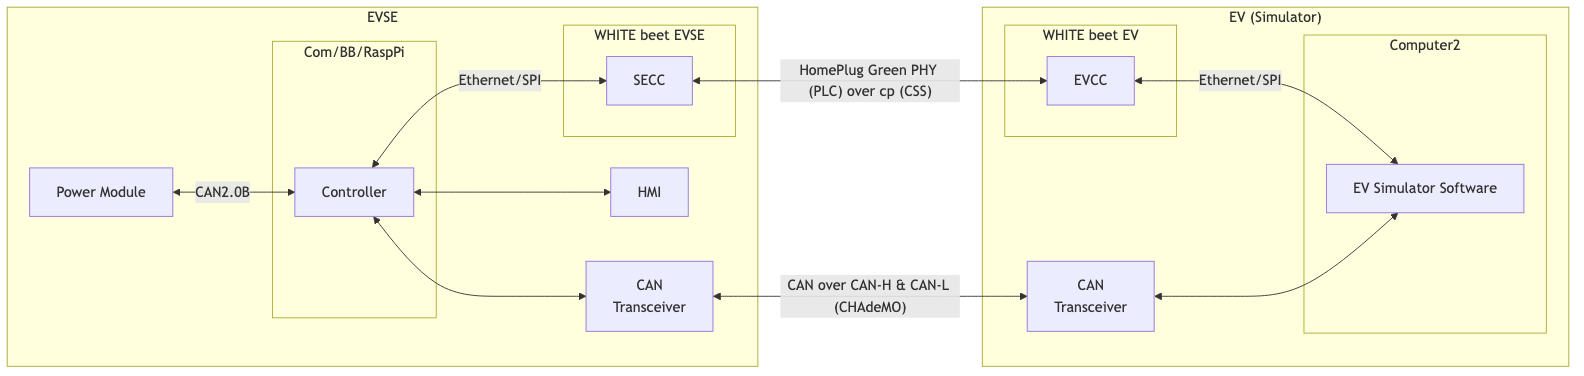 EVSE
Com/BB/RaspPi
WHITE beet EVSE
Ethernet/SPI
SECC
Power Module
CAN2.0B
Controller
HMI
CAN
Transceiver
HomePlug Green PHY
(PLC) over cp (CSS)
CAN over CAN-H & CAN-L
(CHAdeMO)
EV (Simulator)
WHITE beet EV
Computer2
EVCC
Ethernet/SPI
EV Simulator Software
CAN
Transceiver